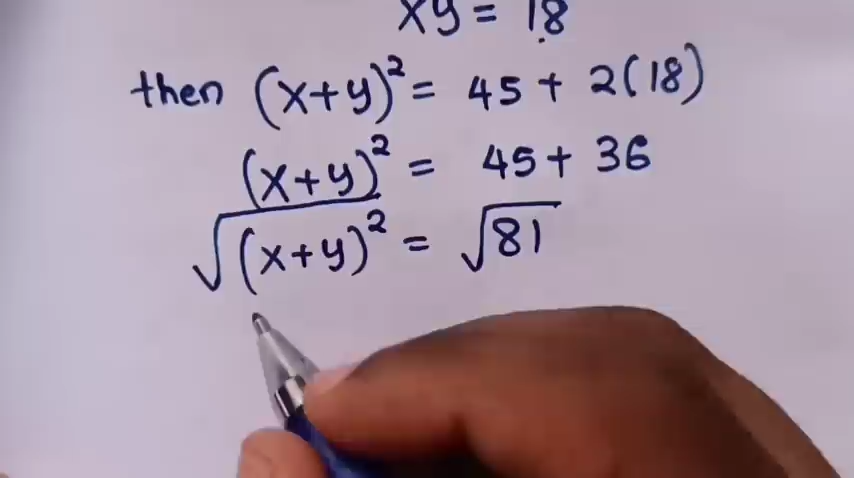 xy = 18
then (x+y)² = 45 + 2(18)
(x+y)² = 45 + 36
√(x+y)² = √81